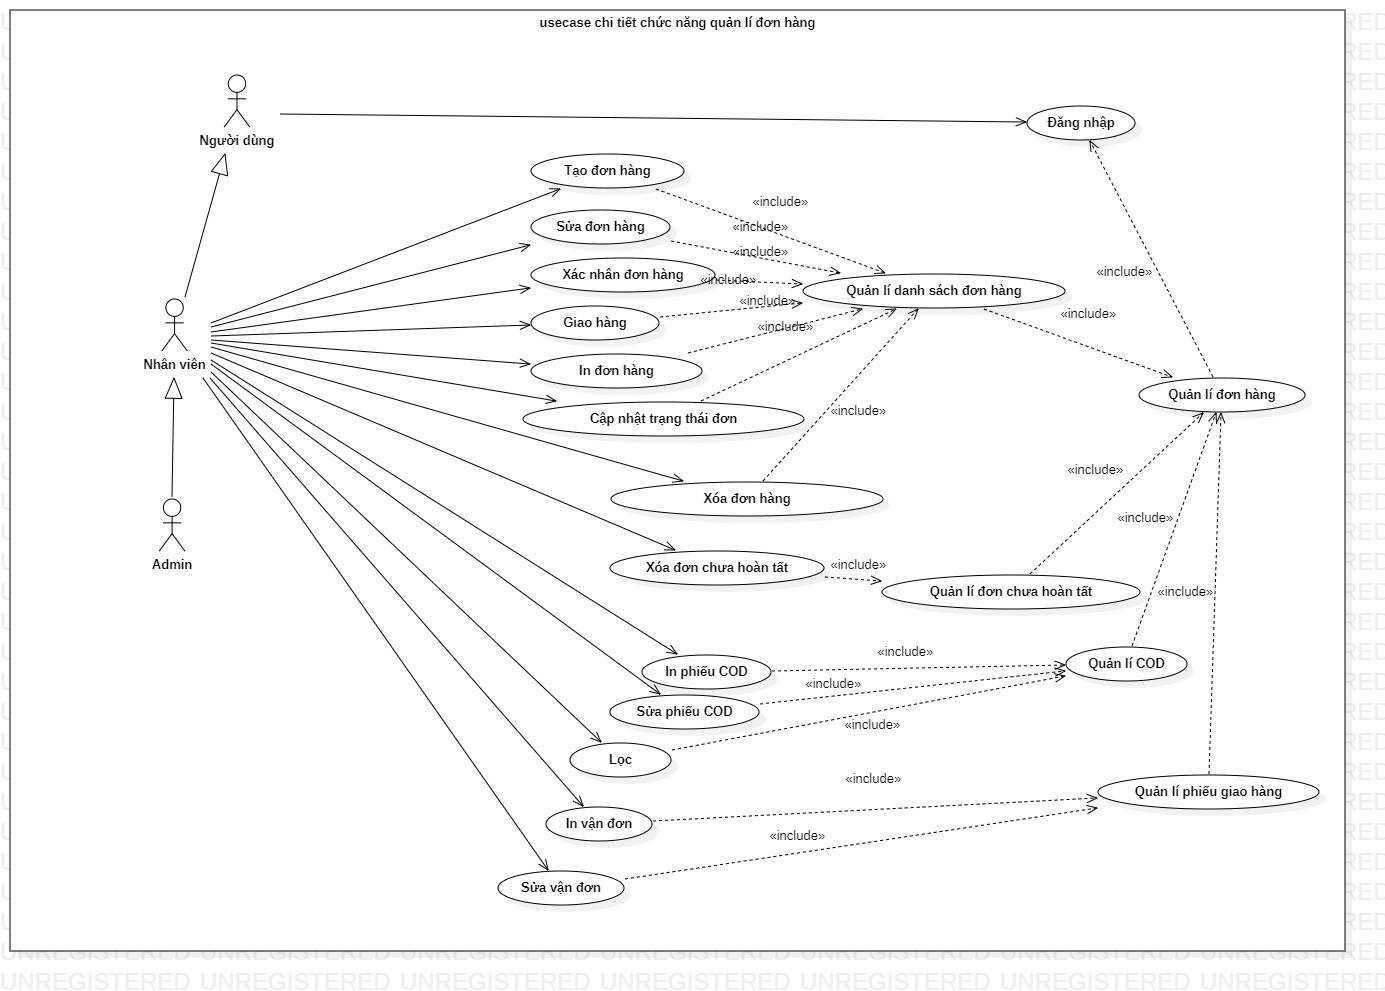 usecase chi tiết chức năng quản lí đơn hàng
Người dùng
Đăng nhập
Tạo đơn hàng
«include»
Sửa đơn hàng
«include»
«include»
Xác nhân đơn hàng
«include»
«include»
Quản lí danh sách đơn hàng
«include»
Giao hàng
«include»
«include»
Nhân viên
In đơn hàng
Quản lí đơn hàng
Cập nhật trạng thái đơn
«include»
«include»
Xóa đơn hàng
«include»
Admin
Xóa đơn chưa hoàn tất
«include»
Quản lí đơn chưa hoàn tất
«include»
«include»
In phiếu COD
Quản lí COD
«include»
Sửa phiếu COD
«include»
Lọc
«include»
Quản lí phiếu giao hàng
In vận đơn
«include»
Sửa vận đơn
UNREGISTERED UNREGISTERED UNREGISTERED UNREGISTERED UNREGISTERED UNREGISTERED UNREGISTERED